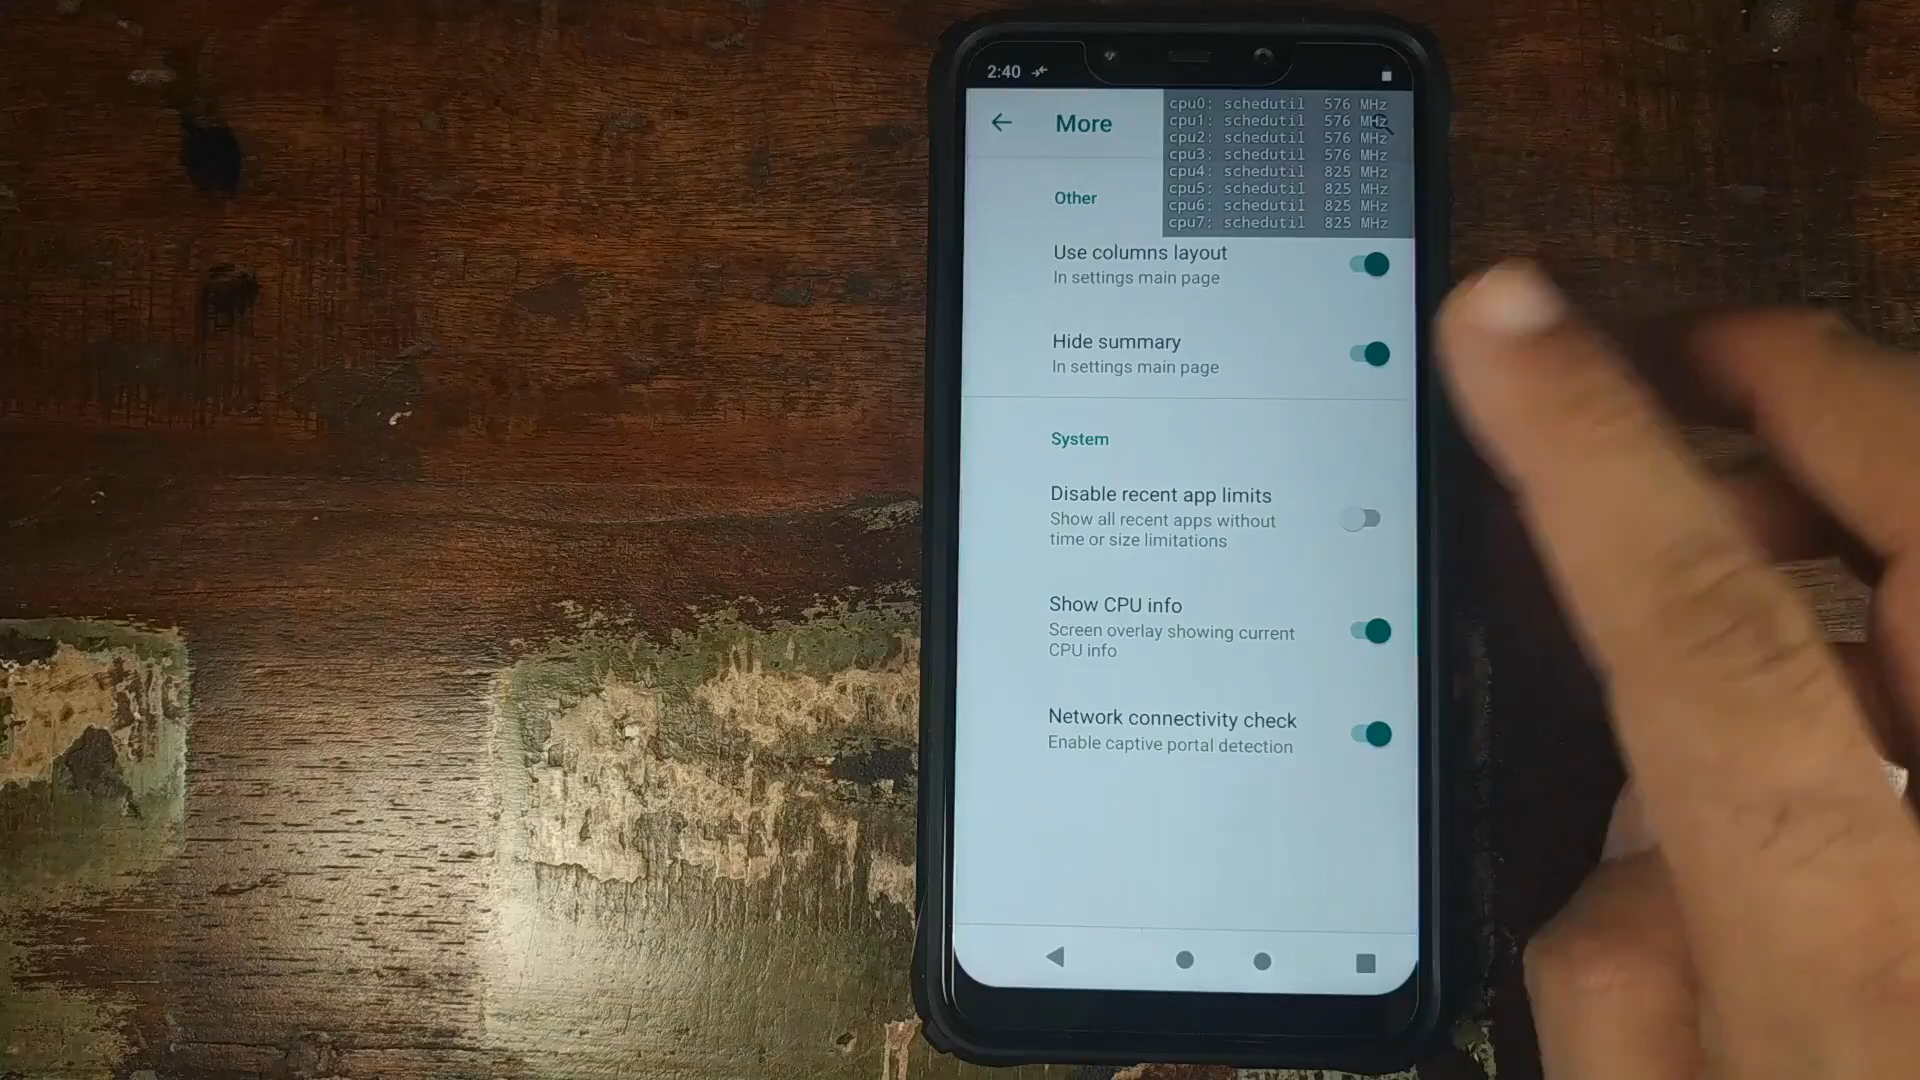 2:40
cpu0: schedutil 576 MHz
cpu1: schedutil 576 MHz
cpu2: schedutil 576 MHz
cpu3: schedutil 576 MHz
cpu4: schedutil 825 MHz
cpu5: schedutil 825 MHz
cpu6: schedutil 825 MHz
cpu7: schedutil 825 MHz
More
Other
Use columns layout
In settings main page
Hide summary
In settings main page
System
Disable recent app limits
Show all recent apps without
time or size limitations
Show CPU info
Screen overlay showing current
CPU info
Network connectivity check
Enable captive portal detection